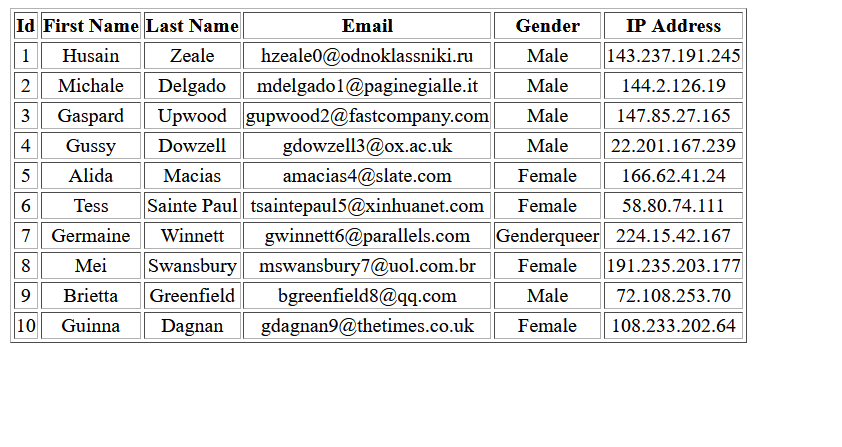 Id First Name Last Name Email Gender IP Address
1 Husain Zeale hzeale0@odnoklassniki.ru Male 143.237.191.245
2 Michale Delgado mdelgado1@paginegialle.it Male 144.2.126.19
3 Gaspard Upwood gupwood2@fastcompany.com Male 147.85.27.165
4 Gussy Dowzell gdowzell3@ox.ac.uk Male 22.201.167.239
5 Alida Macias amacias4@slate.com Female 166.62.41.24
6 Tess Sainte Paul tsaintepaul5@xinhuanet.com Female 58.80.74.111
7 Germaine Winnett gwinnett6@parallels.com Genderqueer 224.15.42.167
8 Mei Swansbury mswansbury7@uol.com.br Female 191.235.203.177
9 Brietta Greenfield bgreenfield8@qq.com Male 72.108.253.70
10 Guinna Dagnan gdagnan9@thetimes.co.uk Female 108.233.202.64